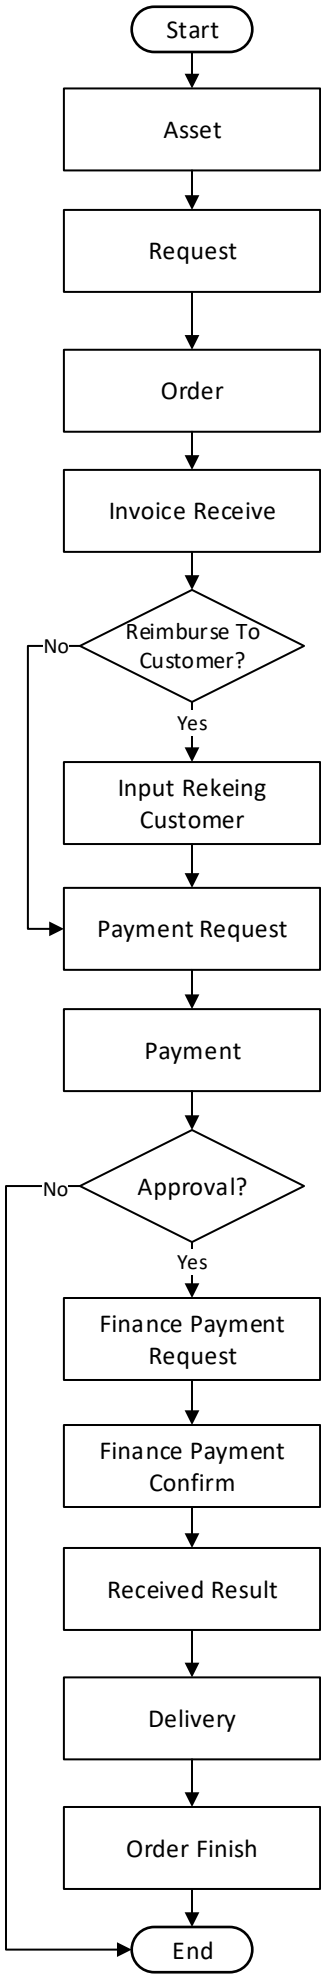 Start
Asset
Request
Order
Invoice Receive
Reimburse To
Customer?
No
Yes
Input Rekeing
Customer
Payment Request
Payment
Approval?
No
Yes
Finance Payment
Request
Finance Payment
Confirm
Received Result
Delivery
Order Finish
End